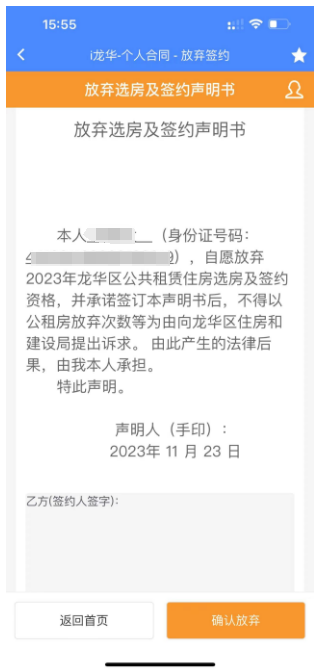 15:55
i龙华-个人合同 - 放弃签约
放弃选房及签约声明书
放弃选房及签约声明书
本人（身份证号码：
），自愿放弃
2023年龙华区公共租赁住房选房及签约
资格，并承诺签订本声明书后，不得以
公租房放弃次数等为由向龙华区住房和
建设局提出诉求。 由此产生的法律后
果，由我本人承担。
特此声明。
声明人（手印）：
2023年 11 月 23 日
乙方(签约人签字):
返回首页
确认放弃